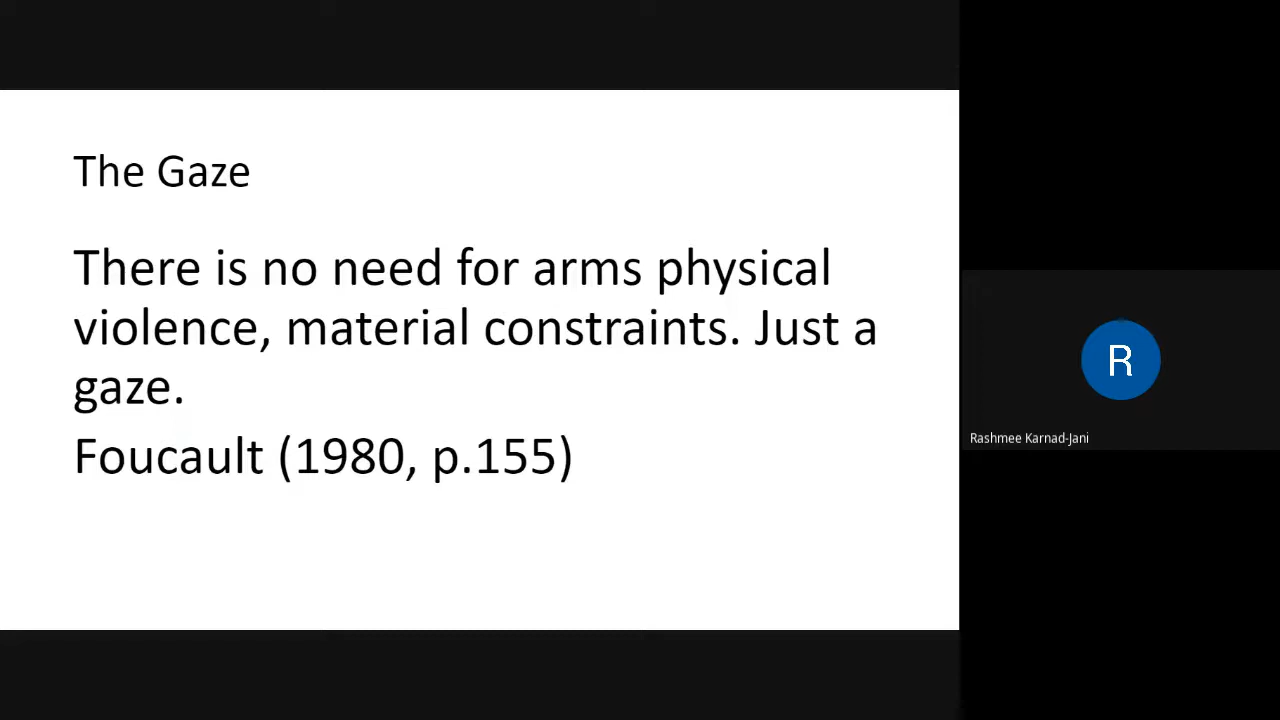 The Gaze
There is no need for arms physical
violence, material constraints. Just a
gaze.
Foucault (1980, p.155)
R
Rashmee Karnad-Jani